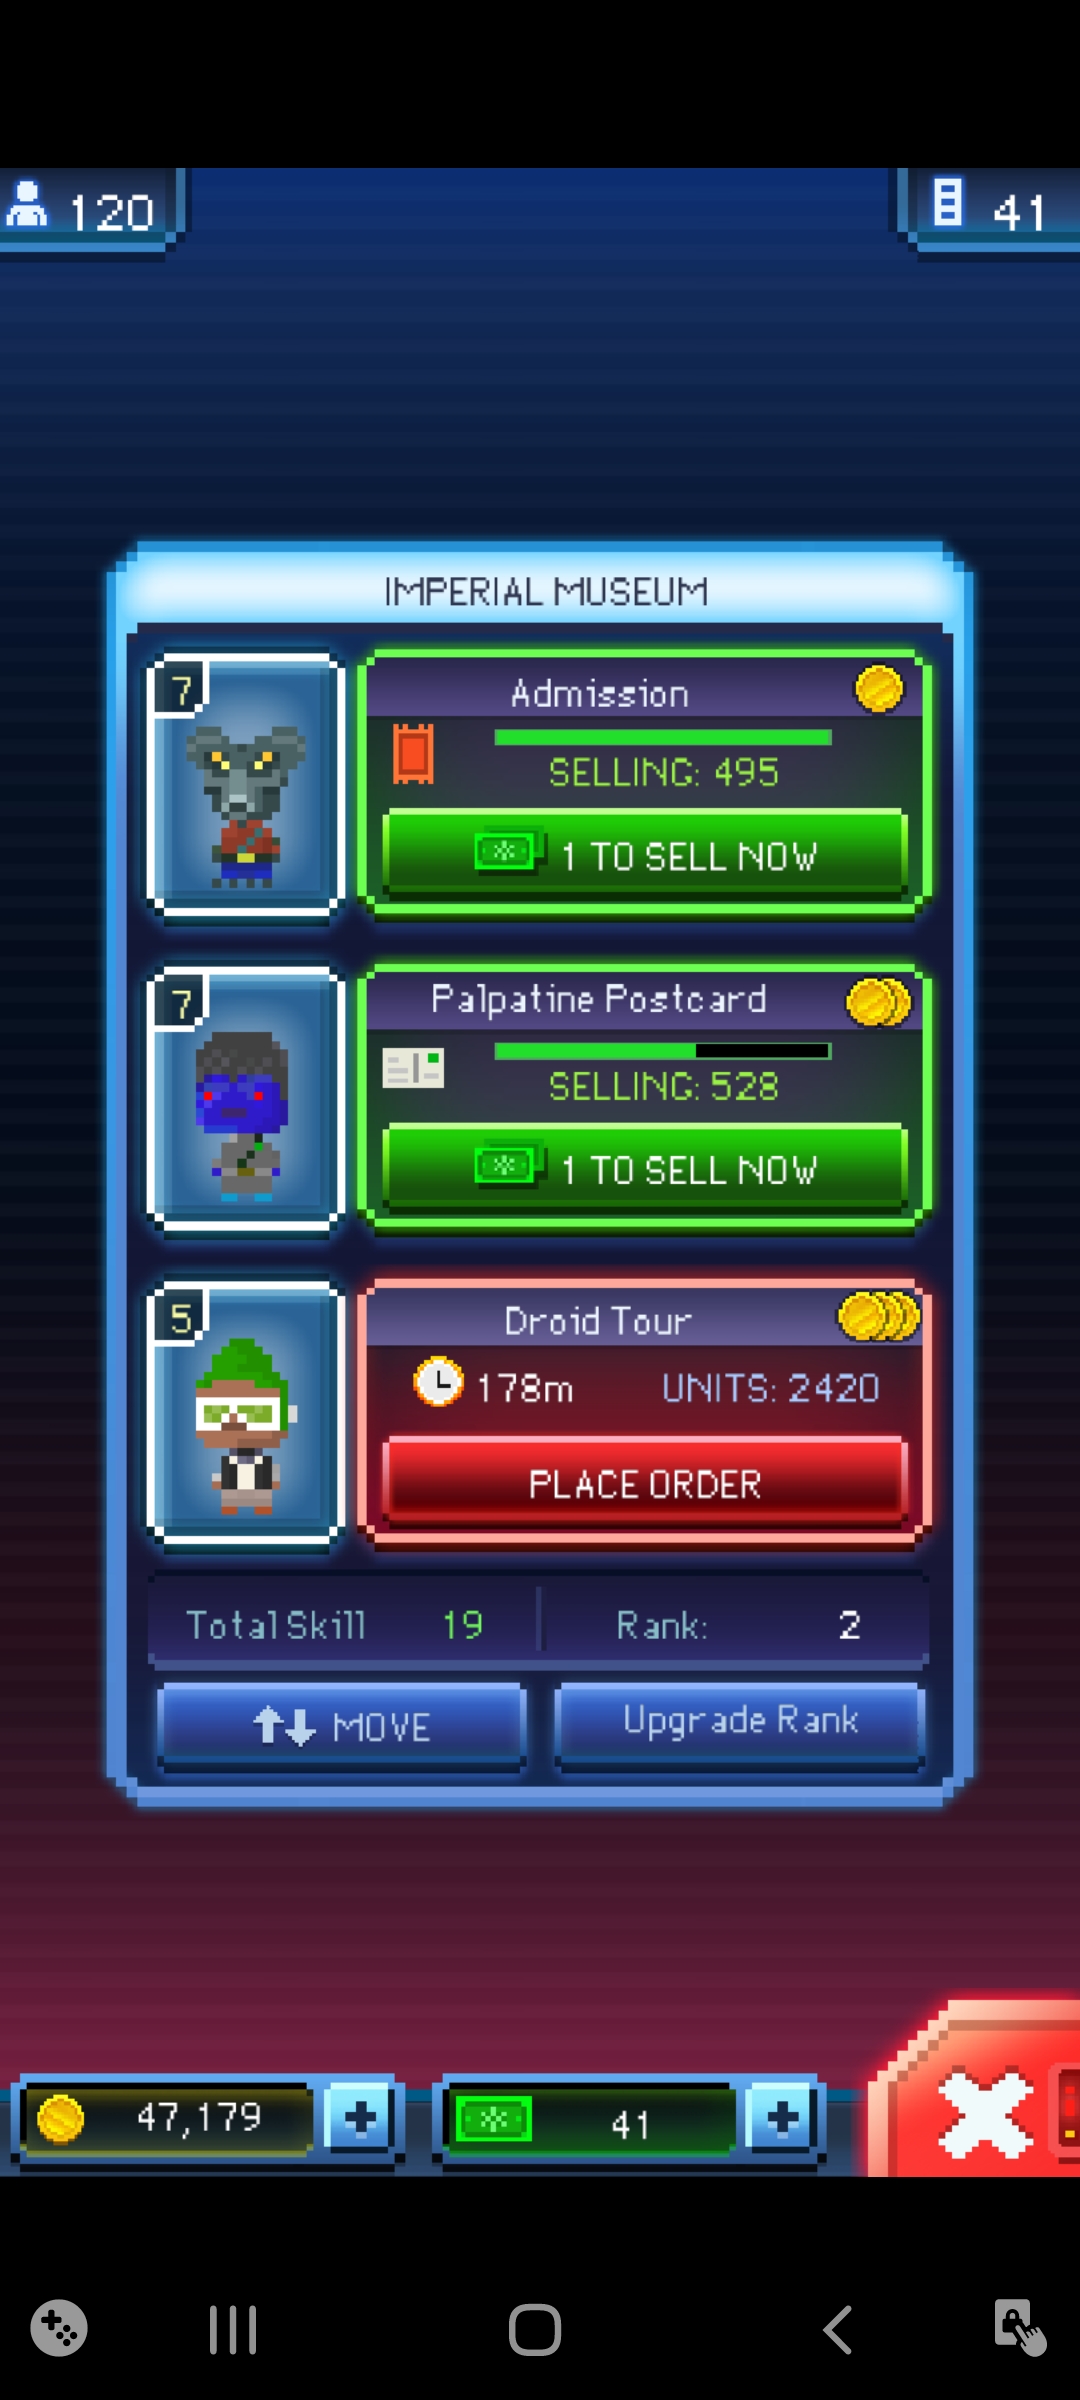 120
41
IMPERIAL MUSEUM
7
Admission
SELLING: 495
1 TO SELL NOW
7
Palpatine Postcard
SELLING: 528
1 TO SELL NOW
5
Droid Tour
178m
UNITS: 2420
PLACE ORDER
Total Skill 19
Rank: 2
MOVE
Upgrade Rank
47,179
41